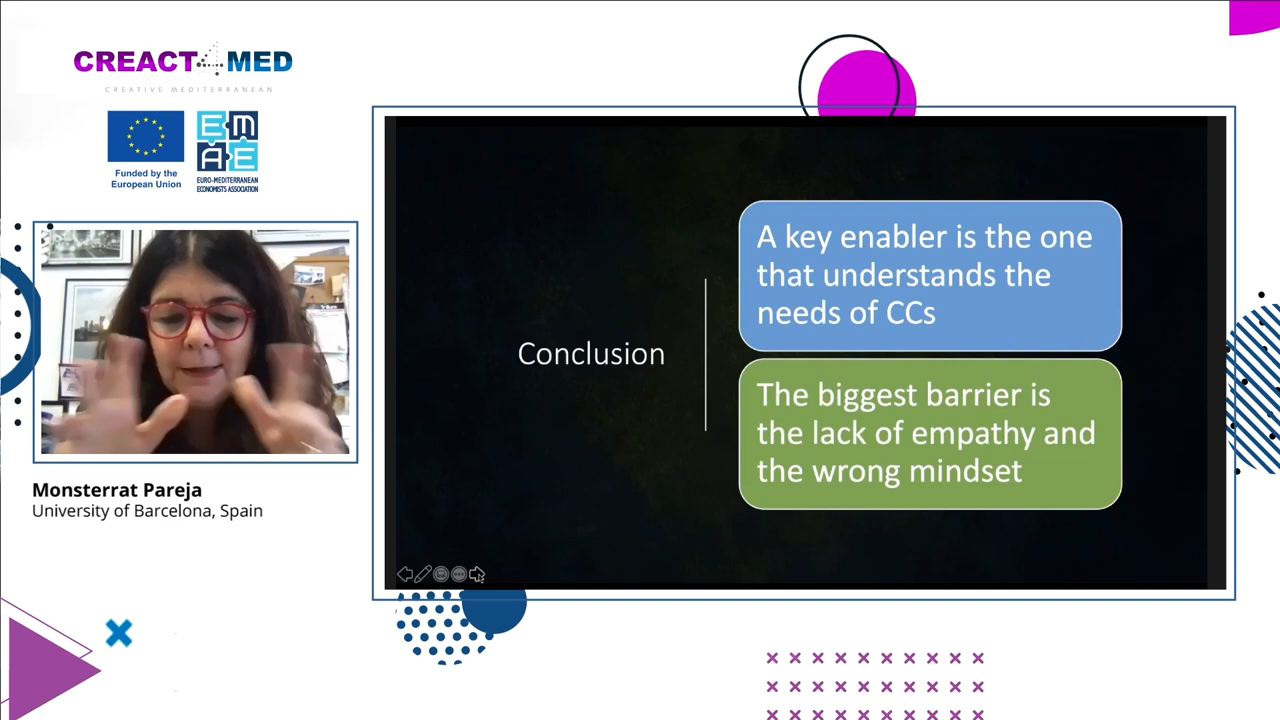 CREACT4MED
CREATIVE MEDITERRANEAN
Funded by the
European Union
EMAE
EURO-MEDITERRANEAN
ECONOMISTS ASSOCIATION
Monsterrat Pareja
University of Barcelona, Spain
Conclusion
A key enabler is the one
that understands the
needs of CCs
The biggest barrier is
the lack of empathy and
the wrong mindset